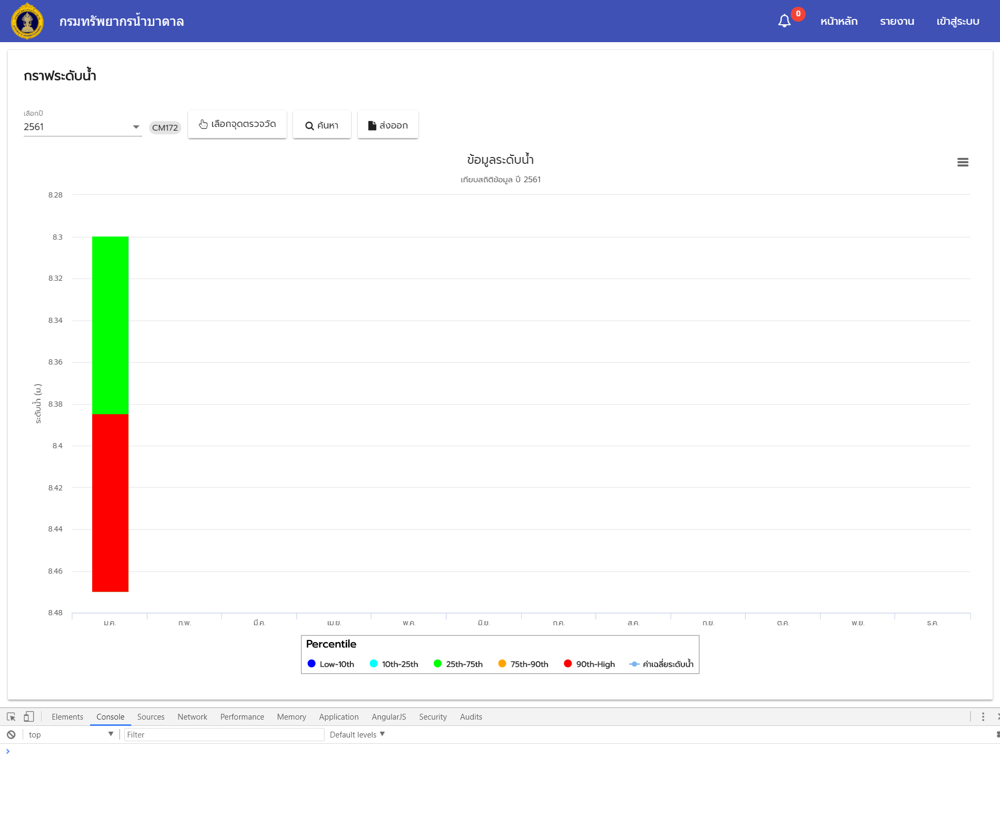 กรมทรัพยากรน้ำบาดาล
0
หน้าหลัก
รายงาน
เข้าสู่ระบบ
กราฟระดับน้ำ
เลือกปี
2561
CM172
เลือกจุดตรวจวัด
ค้นหา
ส่งออก
ข้อมูลระดับน้ำ
เทียบสถิติข้อมูล ปี 2561
8.28
8.3
8.32
8.34
8.36
8.38
8.4
8.42
8.44
8.46
8.48
ระดับน้ำ (ม.)
ม.ค. ก.พ. มี.ค. เม.ย. พ.ค. มิ.ย. ก.ค. ส.ค. ก.ย. ต.ค. พ.ย. ธ.ค.
Percentile
Low-10th 10th-25th 25th-75th 75th-90th 90th-High ค่าเฉลี่ยระดับน้ำ
Elements Console Sources Network Performance Memory Application AngularJS Security Audits
top Filter Default levels